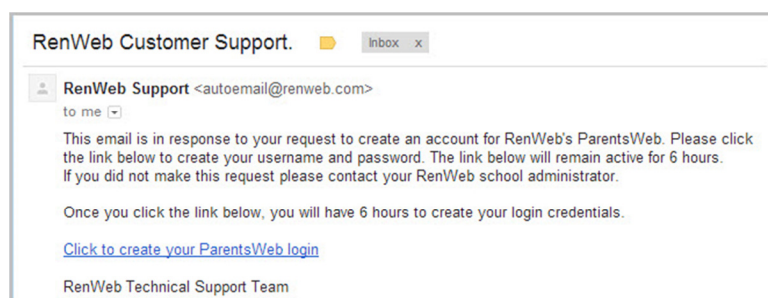 RenWeb Customer Support.
Inbox x
RenWeb Support <autoemail@renweb.com>
to me
This email is in response to your request to create an account for RenWeb's ParentsWeb. Please click
the link below to create your username and password. The link below will remain active for 6 hours.
If you did not make this request please contact your RenWeb school administrator.
Once you click the link below, you will have 6 hours to create your login credentials.
Click to create your ParentsWeb login
RenWeb Technical Support Team